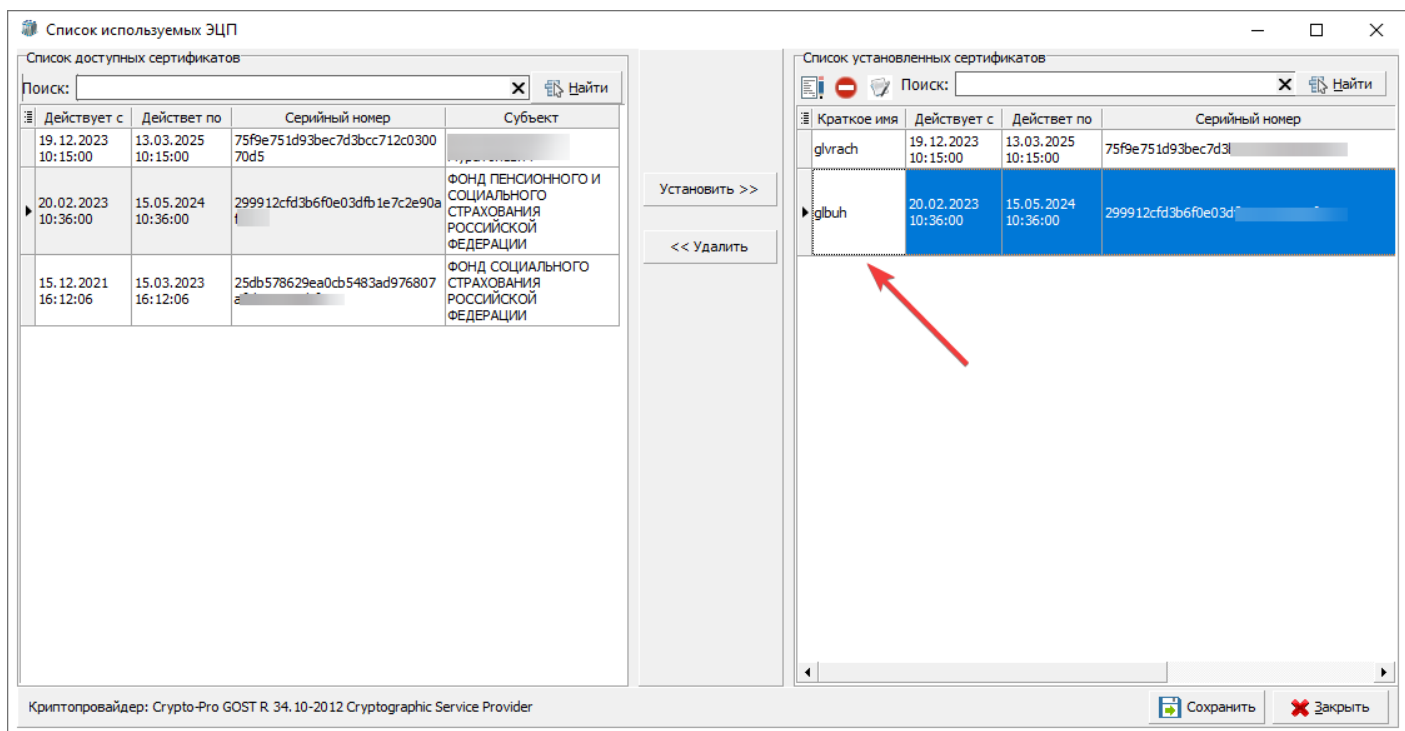 Список используемых ЭЦП
Список доступных сертификатов
Поиск:
Найти
Действует с Действет по Серийный номер Субъект
19.12.2023 13.03.2025 75f9e751d93bec7d3bcc712c0300
10:15:00 10:15:00 70d5
ФОНД ПЕНСИОННОГО И
СОЦИАЛЬНОГО
20.02.2023 15.05.2024 299912cfd3b6f0e03dfb1e7c2e90a СТРАХОВАНИЯ
10:36:00 10:36:00 РОССИЙСКОЙ
ФЕДЕРАЦИИ
ФОНД СОЦИАЛЬНОГО
15.12.2021 15.03.2023 25db578629ea0cb5483ad976807 СТРАХОВАНИЯ
16:12:06 16:12:06 РОССИЙСКОЙ
ФЕДЕРАЦИИ
Установить >>
<< Удалить
Список установленных сертификатов
Поиск:
Найти
Краткое имя Действует с Действет по Серийный номер
glvrach 19.12.2023 13.03.2025 75f9e751d93bec7d3
10:15:00 10:15:00
glbuh 20.02.2023 15.05.2024 299912cfd3b6f0e03d
10:36:00 10:36:00
Криптопровайдер: Crypto-Pro GOST R 34.10-2012 Cryptographic Service Provider
Сохранить
Закрыть